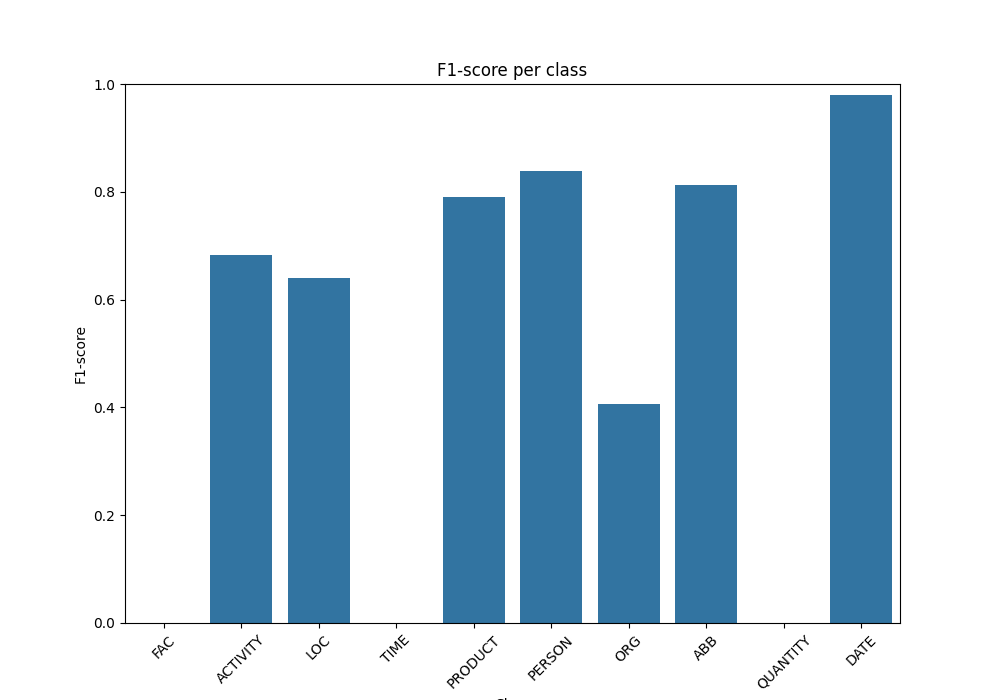 F1-score per class
1.0
0.8
0.6
0.4
0.2
0.0
F1-score
FAC
ACTIVITY
LOC
TIME
PRODUCT
PERSON
ORG
ABB
QUANTITY
DATE